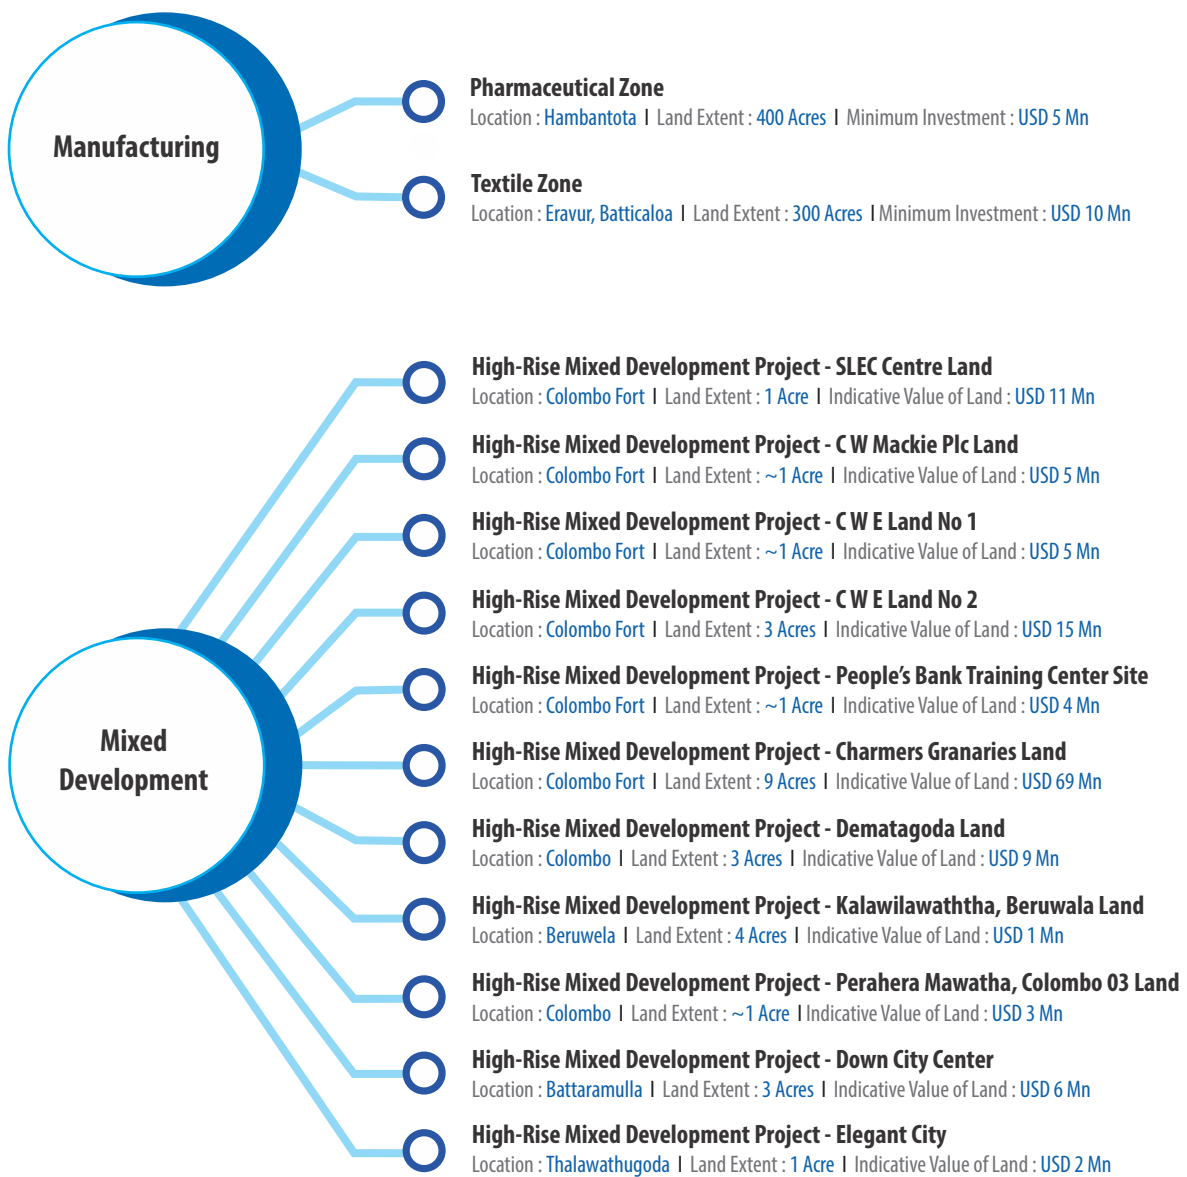 Manufacturing
Pharmaceutical Zone
Location : Hambantota I Land Extent : 400 Acres I Minimum Investment : USD 5 Mn
Textile Zone
Location : Eravur, Batticaloa I Land Extent : 300 Acres I Minimum Investment : USD 10 Mn
Mixed
Development
High-Rise Mixed Development Project - SLEC Centre Land
Location : Colombo Fort I Land Extent : 1 Acre I Indicative Value of Land : USD 11 Mn
High-Rise Mixed Development Project - C W Mackie Plc Land
Location : Colombo Fort I Land Extent : ~1 Acre I Indicative Value of Land : USD 5 Mn
High-Rise Mixed Development Project - C W E Land No 1
Location : Colombo Fort I Land Extent : ~1 Acre I Indicative Value of Land : USD 5 Mn
High-Rise Mixed Development Project - C W E Land No 2
Location : Colombo Fort I Land Extent : 3 Acres I Indicative Value of Land : USD 15 Mn
High-Rise Mixed Development Project - People’s Bank Training Center Site
Location : Colombo Fort I Land Extent : ~1 Acre I Indicative Value of Land : USD 4 Mn
High-Rise Mixed Development Project - Charmers Granaries Land
Location : Colombo Fort I Land Extent : 9 Acres I Indicative Value of Land : USD 69 Mn
High-Rise Mixed Development Project - Dematagoda Land
Location : Colombo I Land Extent : 3 Acres I Indicative Value of Land : USD 9 Mn
High-Rise Mixed Development Project - Kalawilawaththa, Beruwala Land
Location : Beruwela I Land Extent : 4 Acres I Indicative Value of Land : USD 1 Mn
High-Rise Mixed Development Project - Perahera Mawatha, Colombo 03 Land
Location : Colombo I Land Extent : ~1 Acre I Indicative Value of Land : USD 3 Mn
High-Rise Mixed Development Project - Down City Center
Location : Battaramulla I Land Extent : 3 Acres I Indicative Value of Land : USD 6 Mn
High-Rise Mixed Development Project - Elegant City
Location : Thalawathugoda I Land Extent : 1 Acre I Indicative Value of Land : USD 2 Mn